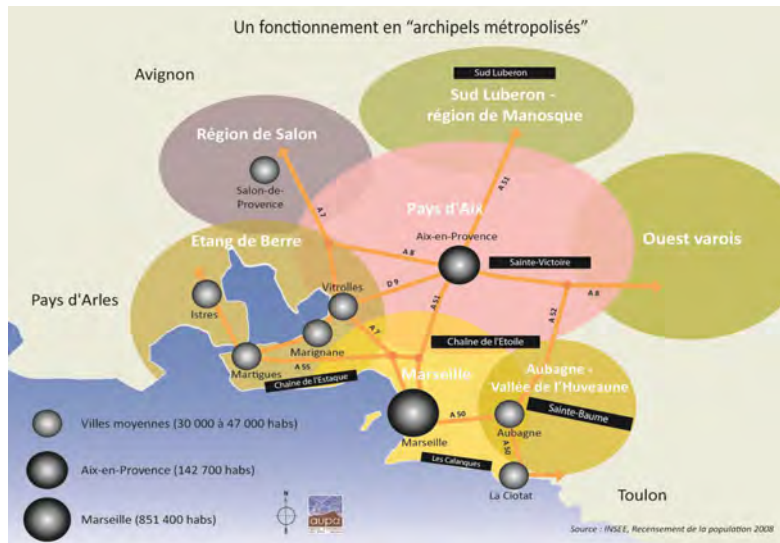 Un fonctionnement en “archipels métropolisés”
Avignon
Sud Luberon
Sud Luberon -
région de Manosque
Région de Salon
Salon-de-
Provence
A 7
A 51
Pays d'Aix
Aix-en-Provence
Ouest varois
Etang de Berre
A 8
Sainte-Victoire
D 9
A 8
Vitrolles
Pays d'Arles
Istres
A 51
A 52
A 7
Marignane
Chaîne de l'Etoile
Martigues
A 55
Marseille
Aubagne -
Vallée de l'Huveaune
Chaîne de l'Estaque
Sainte-Baume
A 50
Marseille
Aubagne
A 50
Les Calanques
La Ciotat
Toulon
Villes moyennes (30 000 à 47 000 habs)
Aix-en-Provence (142 700 habs)
Marseille (851 400 habs)
N
aupa
Source : INSEE, Recensement de la population 2008